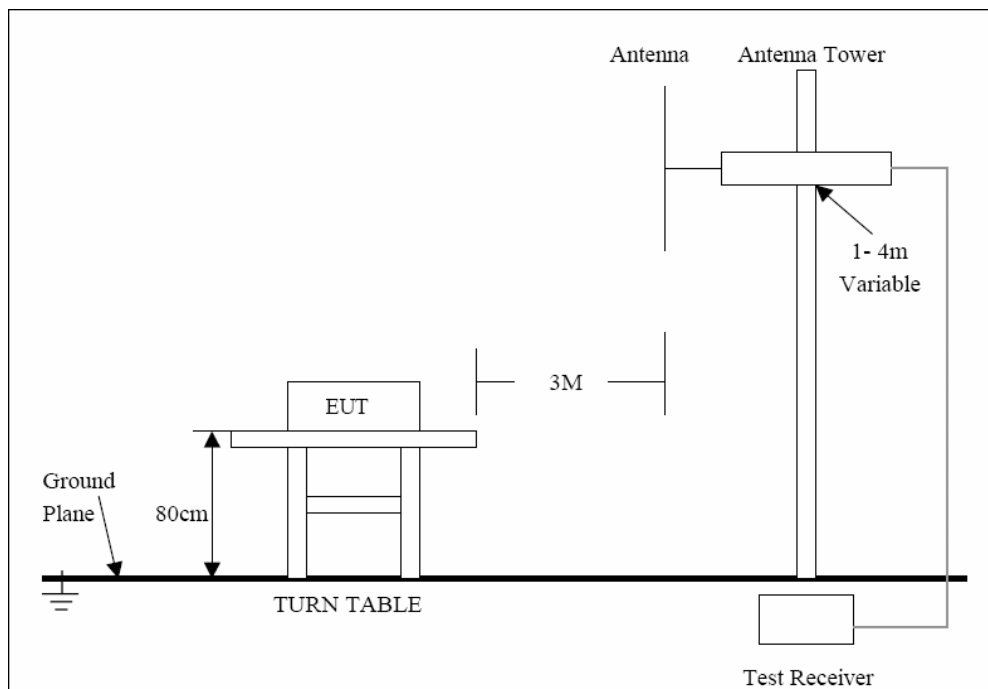 Antenna
Antenna Tower
1- 4m
Variable
3M
EUT
Ground
Plane
80cm
TURN TABLE
Test Receiver